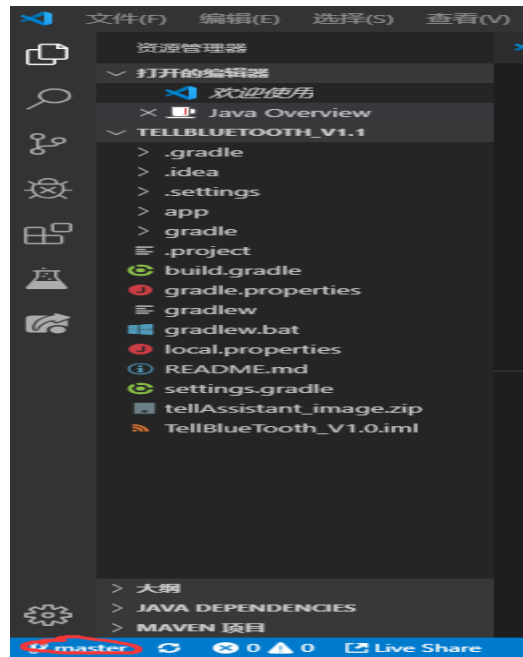 文件(F) 编辑(E) 选择(S) 查看(V)
资源管理器
打开的编辑器
欢迎使用
Java Overview
TELLBLUETOOTH_V1.1
.gradle
.idea
.settings
app
gradle
.project
build.gradle
gradle.properties
gradlew
gradlew.bat
local.properties
README.md
settings.gradle
tellAssistant_image.zip
TellBlueTooth_V1.0.iml
大纲
JAVA DEPENDENCIES
MAVEN 项目
master 0 0 Live Share